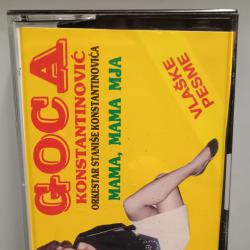 GOCA
KONSTANTINOVIĆ
ORKESTAR STANIŠE KONSTANTINOVIĆA
MAMA, MAMA MJA
VLAŠKE
PESME